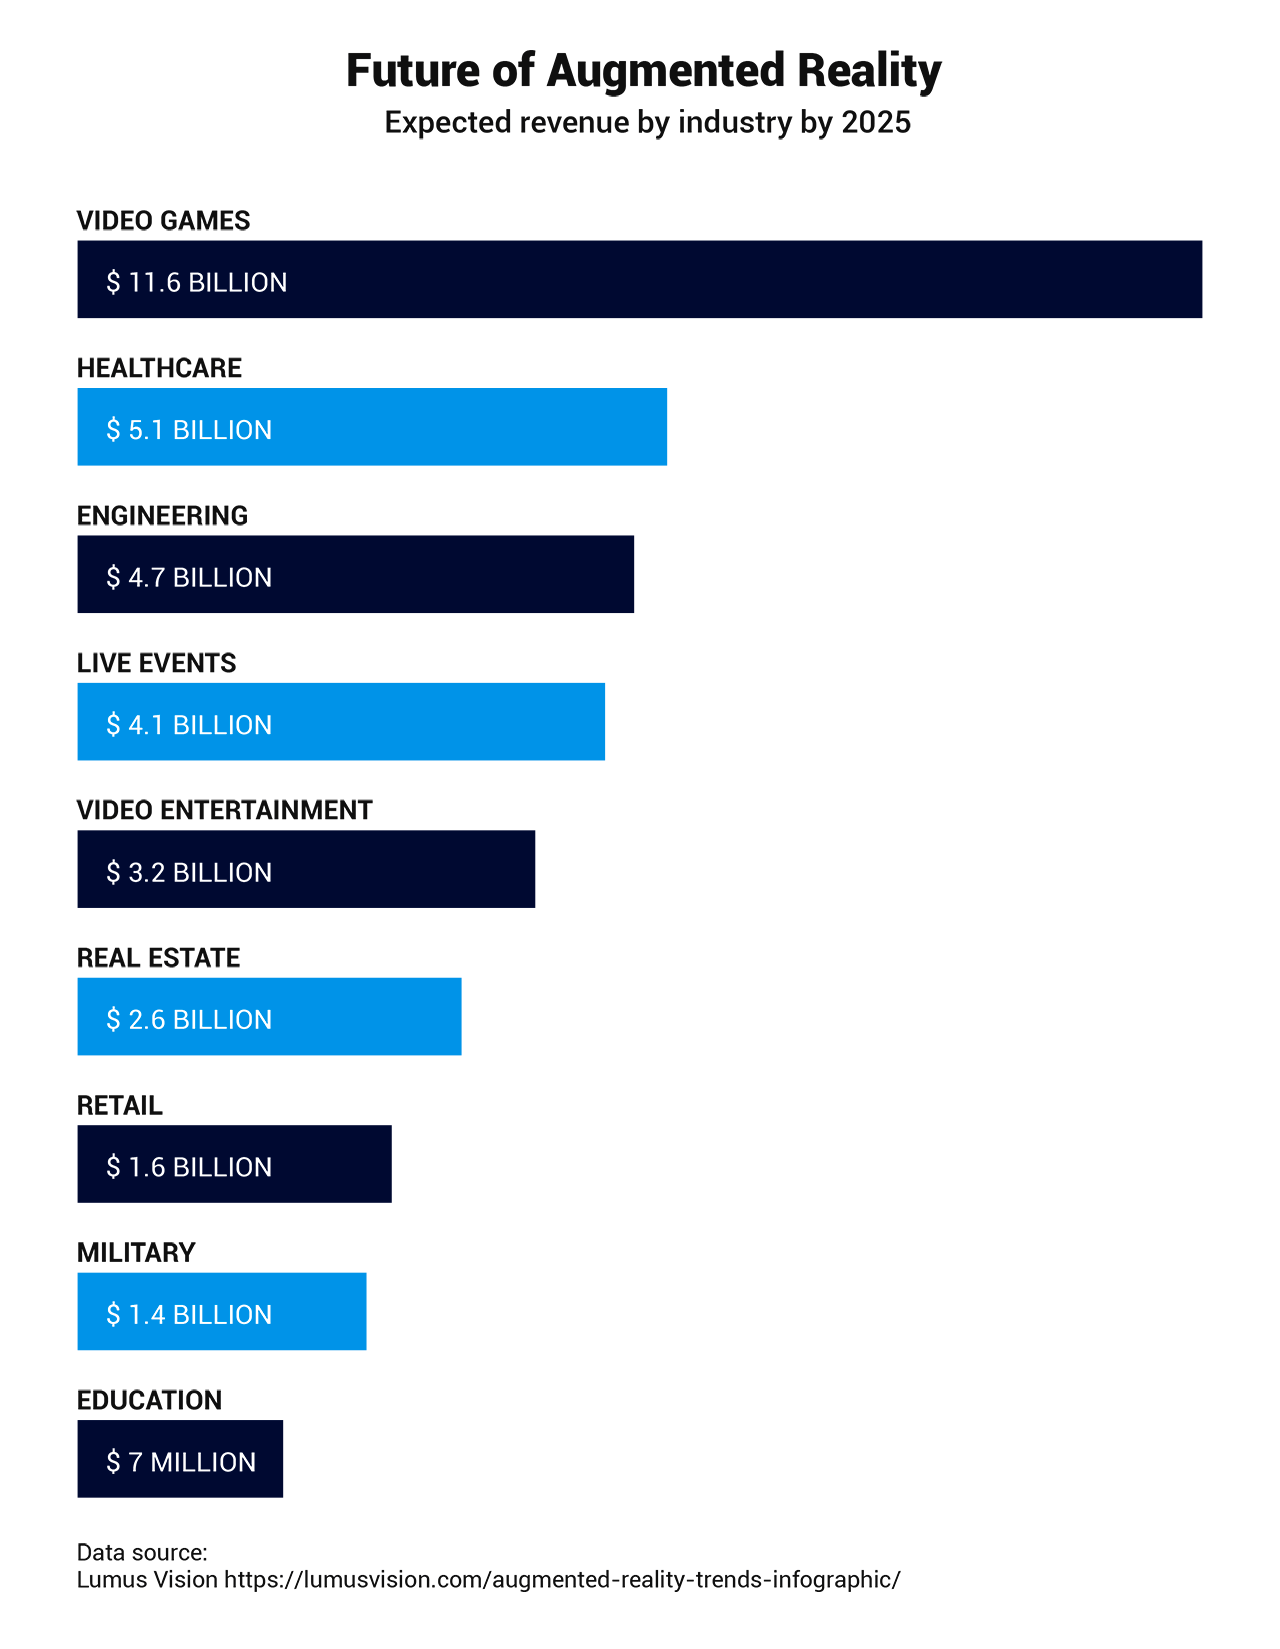 Future of Augmented Reality
Expected revenue by industry by 2025
VIDEO GAMES
$ 11.6 BILLION
HEALTHCARE
$ 5.1 BILLION
ENGINEERING
$ 4.7 BILLION
LIVE EVENTS
$ 4.1 BILLION
VIDEO ENTERTAINMENT
$ 3.2 BILLION
REAL ESTATE
$ 2.6 BILLION
RETAIL
$ 1.6 BILLION
MILITARY
$ 1.4 BILLION
EDUCATION
$ 7 MILLION
Data source:
Lumus Vision https://lumusvision.com/augmented-reality-trends-infographic/